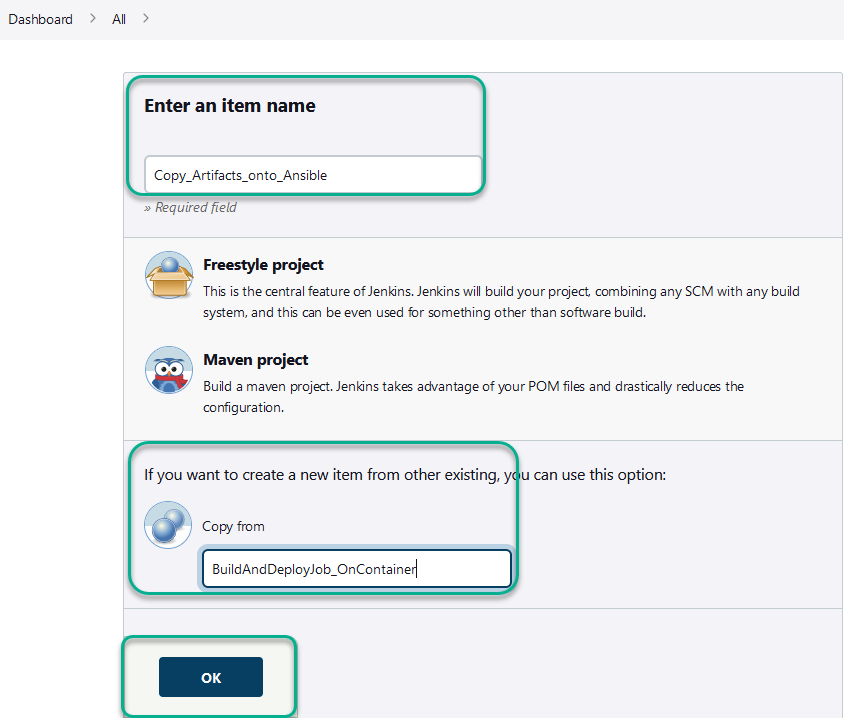 Dashboard > All >
Enter an item name
Copy_Artifacts_onto_Ansible
» Required field
Freestyle project
This is the central feature of Jenkins. Jenkins will build your project, combining any SCM with any build
system, and this can be even used for something other than software build.
Maven project
Build a maven project. Jenkins takes advantage of your POM files and drastically reduces the
configuration.
If you want to create a new item from other existing, you can use this option:
Copy from
BuildAndDeployJob_OnContainer
OK